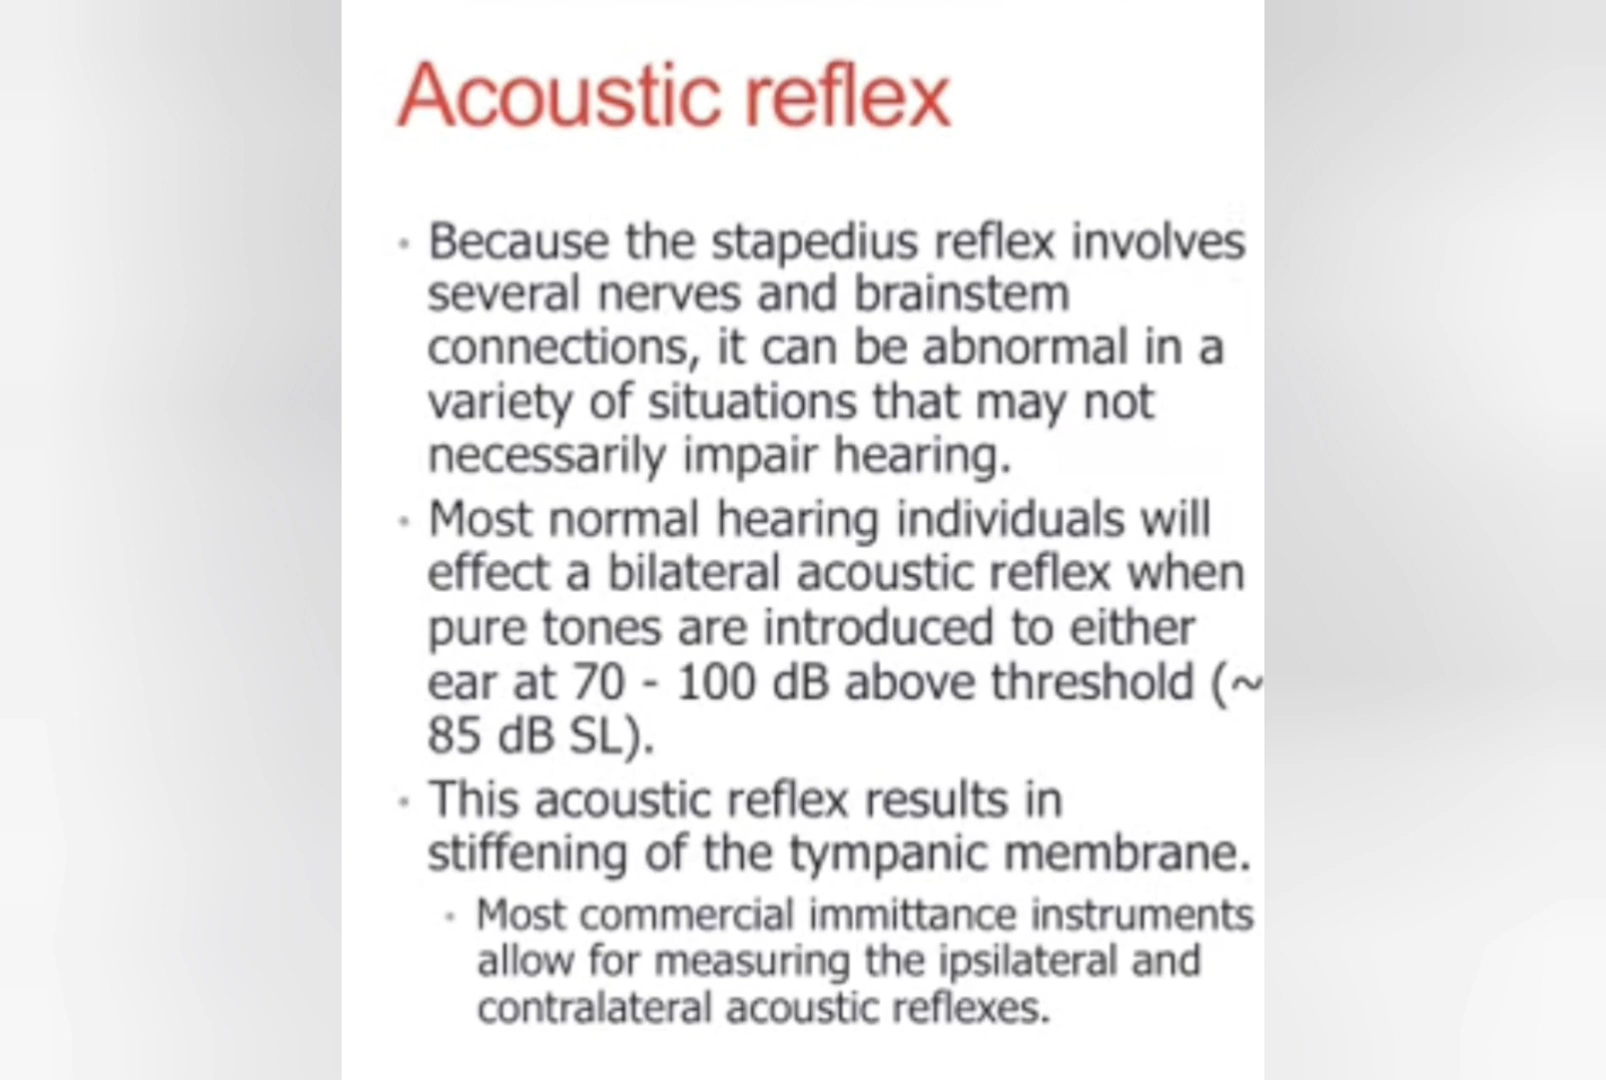 Acoustic reflex
• Because the stapedius reflex involves
several nerves and brainstem
connections, it can be abnormal in a
variety of situations that may not
necessarily impair hearing.
• Most normal hearing individuals will
effect a bilateral acoustic reflex when
pure tones are introduced to either
ear at 70 - 100 dB above threshold (~
85 dB SL).
• This acoustic reflex results in
stiffening of the tympanic membrane.
• Most commercial immittance instruments
allow for measuring the ipsilateral and
contralateral acoustic reflexes.